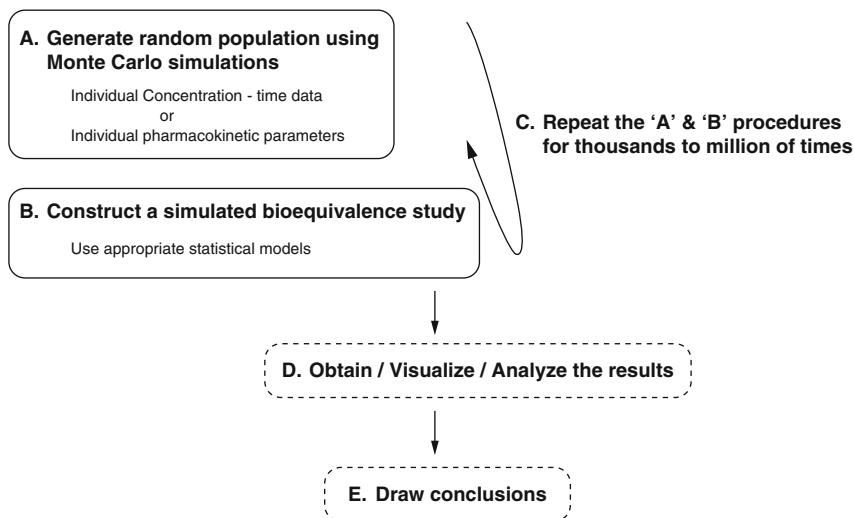 A. Generate random population using
Monte Carlo simulations
Individual Concentration - time data
or
Individual pharmacokinetic parameters
C. Repeat the 'A' & 'B' procedures
for thousands to million of times
B. Construct a simulated bioequivalence study
Use appropriate statistical models
D. Obtain / Visualize / Analyze the results
E. Draw conclusions